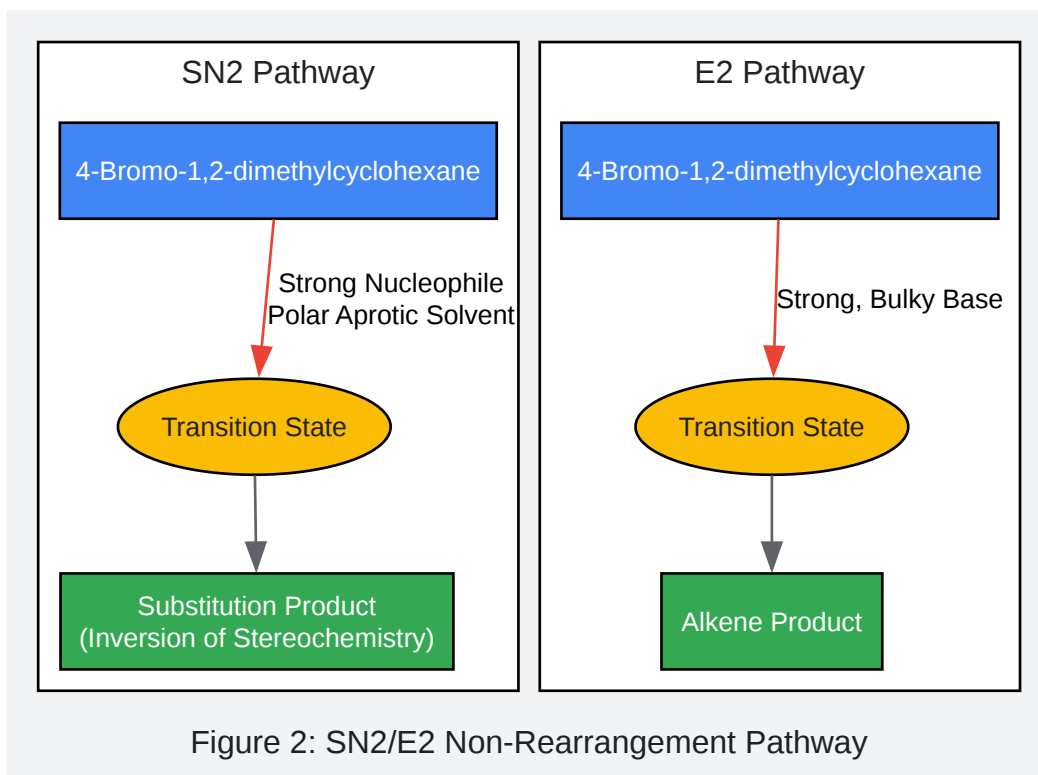 SN2 Pathway
4-Bromo-1,2-dimethylcyclohexane
Strong Nucleophile
Polar Aprotic Solvent
Transition State
Substitution Product
(Inversion of Stereochemistry)
E2 Pathway
4-Bromo-1,2-dimethylcyclohexane
Strong, Bulky Base
Transition State
Alkene Product
Figure 2: SN2/E2 Non-Rearrangement Pathway